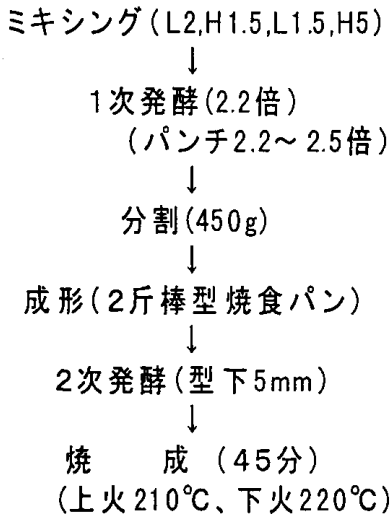 ミキシング(L2,H1.5,L1.5,H5)
↓
1次発酵(2.2倍)
(パンチ2.2～2.5倍)
↓
分割(450g)
↓
成形(2斤棒型焼食パン)
↓
2次発酵(型下5mm)
↓
焼　成 (45分)
(上火210℃、下火220℃)